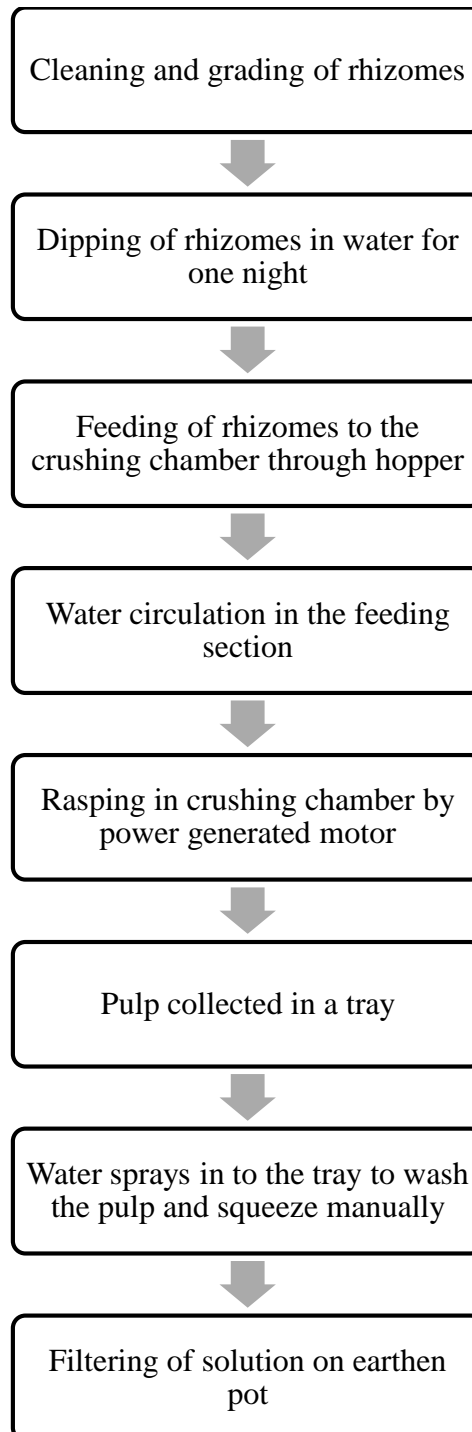 Cleaning and grading of rhizomes
Dipping of rhizomes in water for
one night
Feeding of rhizomes to the
crushing chamber through hopper
Water circulation in the feeding
section
Rasping in crushing chamber by
power generated motor
Pulp collected in a tray
Water sprays in to the tray to wash
the pulp and squeeze manually
Filtering of solution on earthen
pot